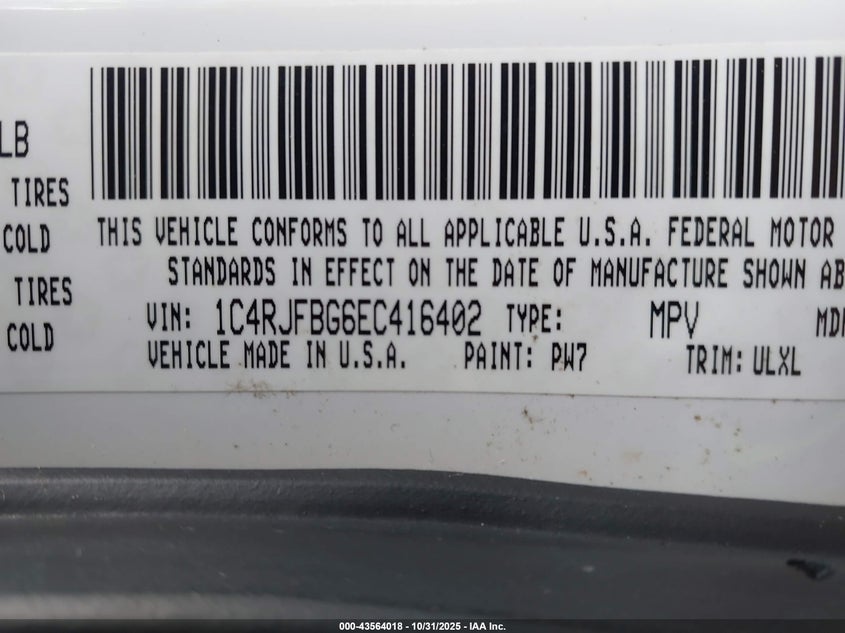 LB
TIRES
COLD
TIRES
COLD
THIS VEHICLE CONFORMS TO ALL APPLICABLE U.S.A. FEDERAL MOTOR
STANDARDS IN EFFECT ON THE DATE OF MANUFACTURE SHOWN AB
VIN: 1C4RJFBG6EC416402 TYPE: MPV MDH
VEHICLE MADE IN U.S.A. PAINT: PW7 TRIM: ULXL
000-43564018 - 10/31/2025 - IAA Inc.